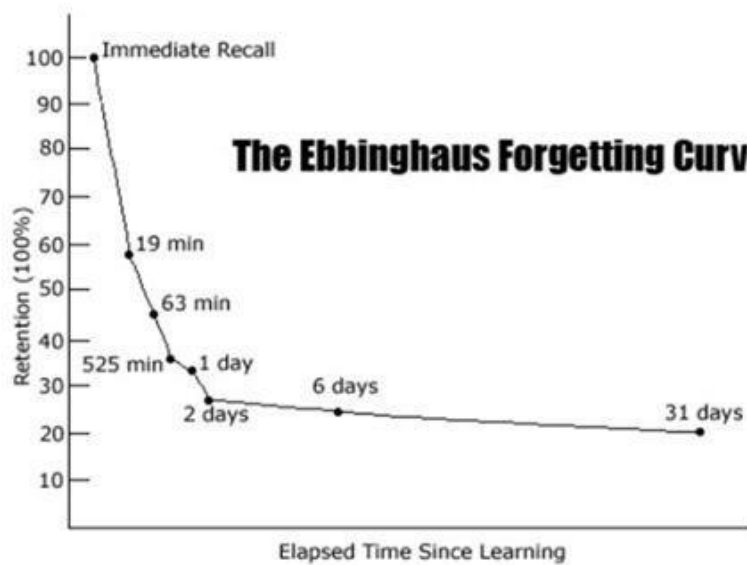 100
Immediate Recall
90
The Ebbinghaus Forgetting Curv
80
70
60
19 min
50
63 min
40
525 min
1 day
30
6 days
2 days
31 days
20
10
Retention (100%)
Elapsed Time Since Learning